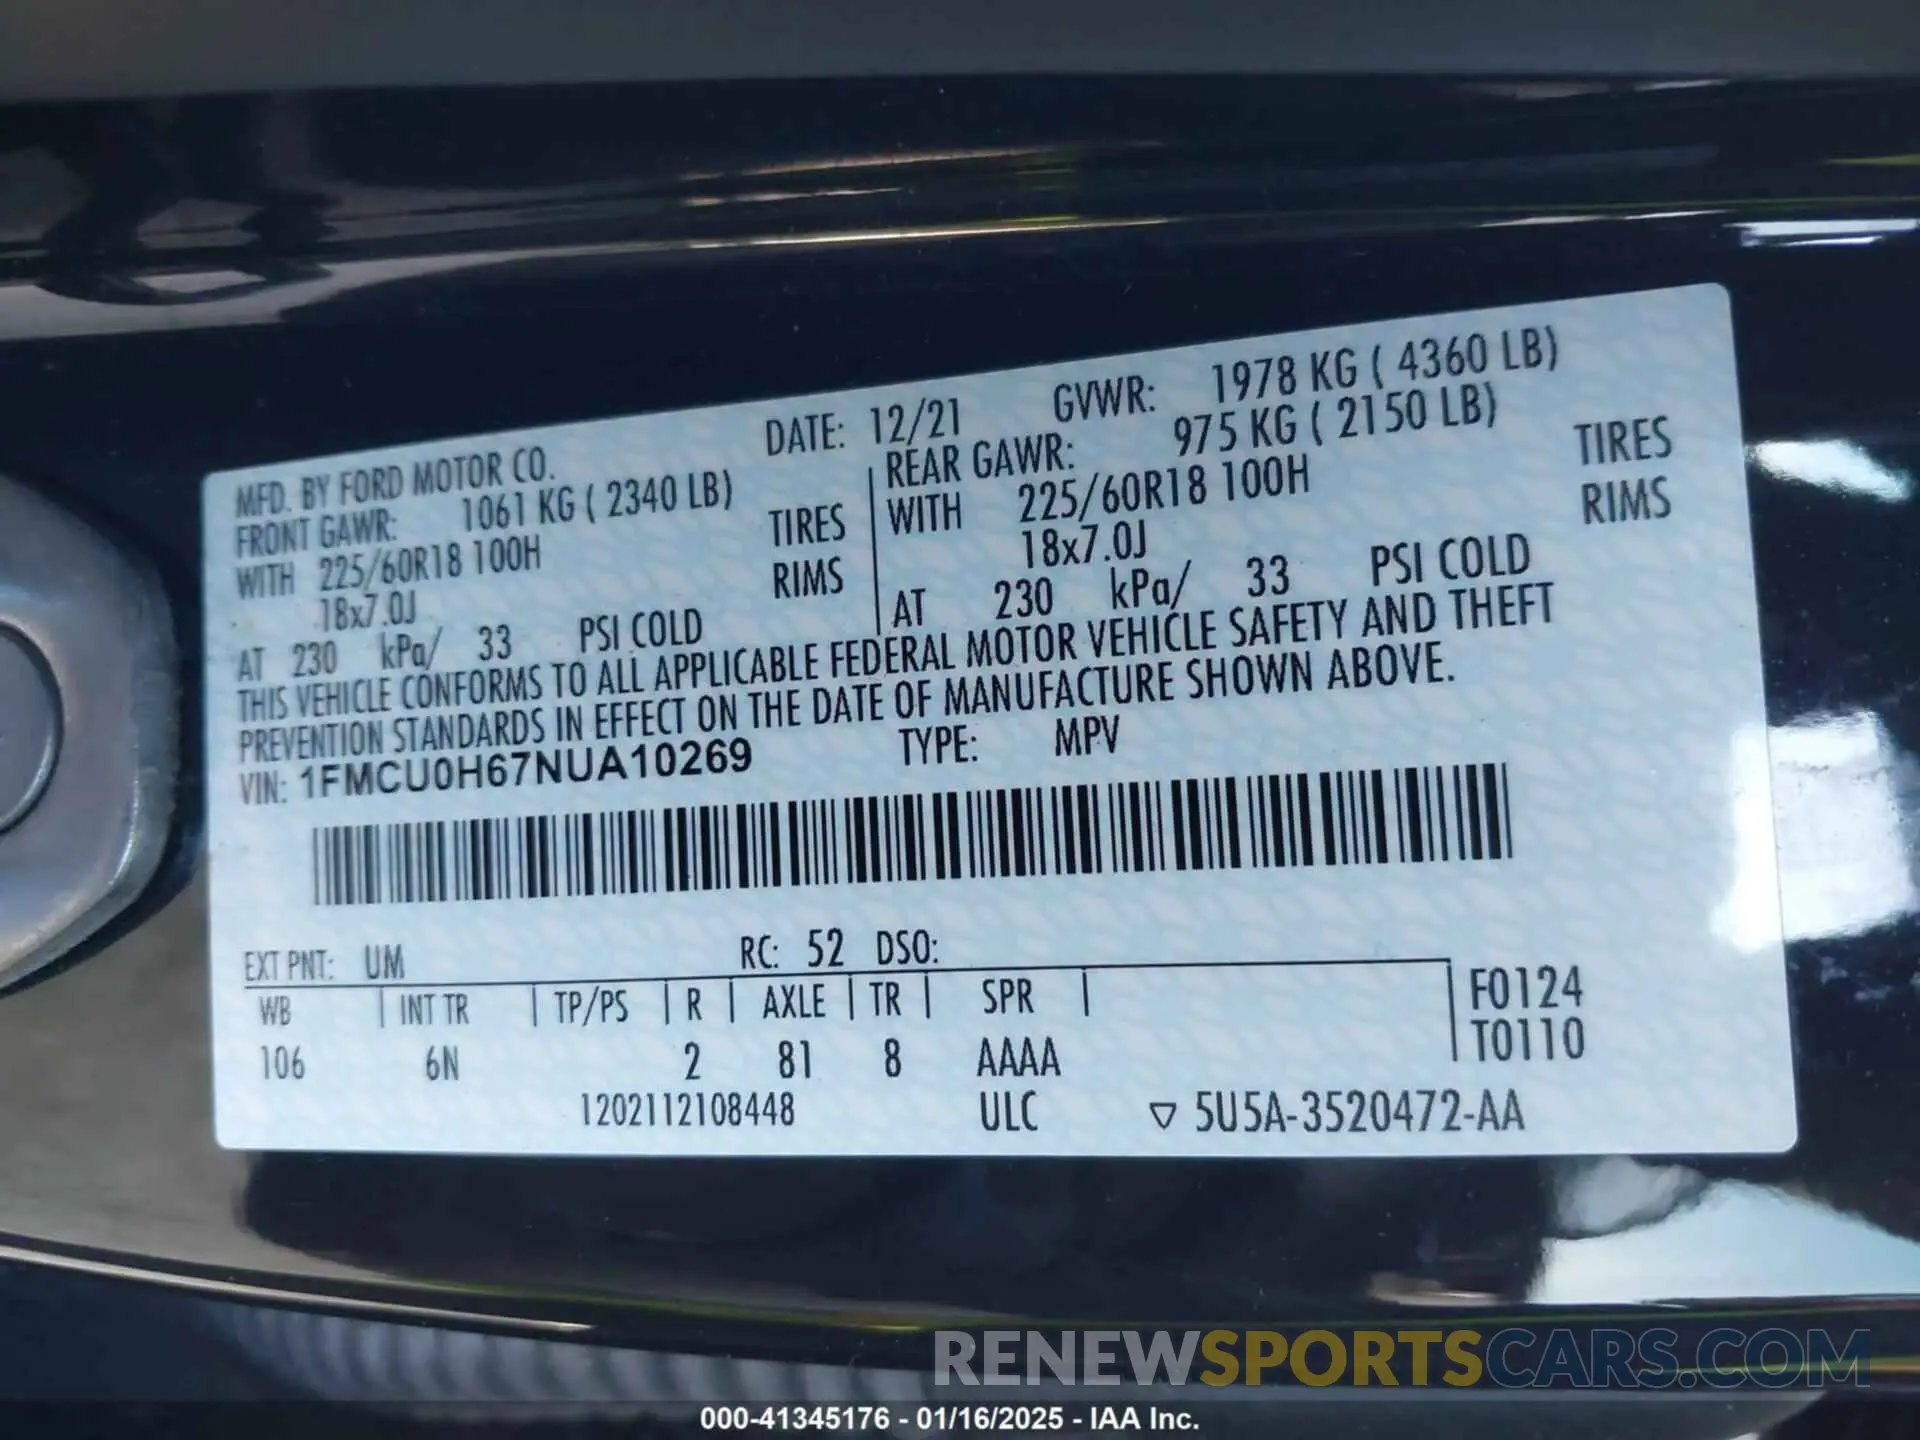 MFD. BY FORD MOTOR CO. DATE: 12/21 GVWR: 1978 KG ( 4360 LB)
FRONT GAWR: 1061 KG ( 2340 LB) REAR GAWR: 975 KG ( 2150 LB)
WITH 225/60R18 100H TIRES WITH 225/60R18 100H TIRES
18x7.0J RIMS 18x7.0J RIMS
AT 230 kPa/ 33 PSI COLD AT 230 kPa/ 33 PSI COLD
THIS VEHICLE CONFORMS TO ALL APPLICABLE FEDERAL MOTOR VEHICLE SAFETY AND THEFT
PREVENTION STANDARDS IN EFFECT ON THE DATE OF MANUFACTURE SHOWN ABOVE.
VIN: 1FMCU0H67NUA10269 TYPE: MPV
EXT PNT: UM RC: 52 DSO:
WB INT TR TP/PS R AXLE TR SPR F0124
106 6N 2 81 8 AAAA T0110
1202112108448 ULC ▽ 5U5A-3520472-AA
RENEWSPORTSCARS.COM
000-41345176 - 01/16/2025 - IAA Inc.